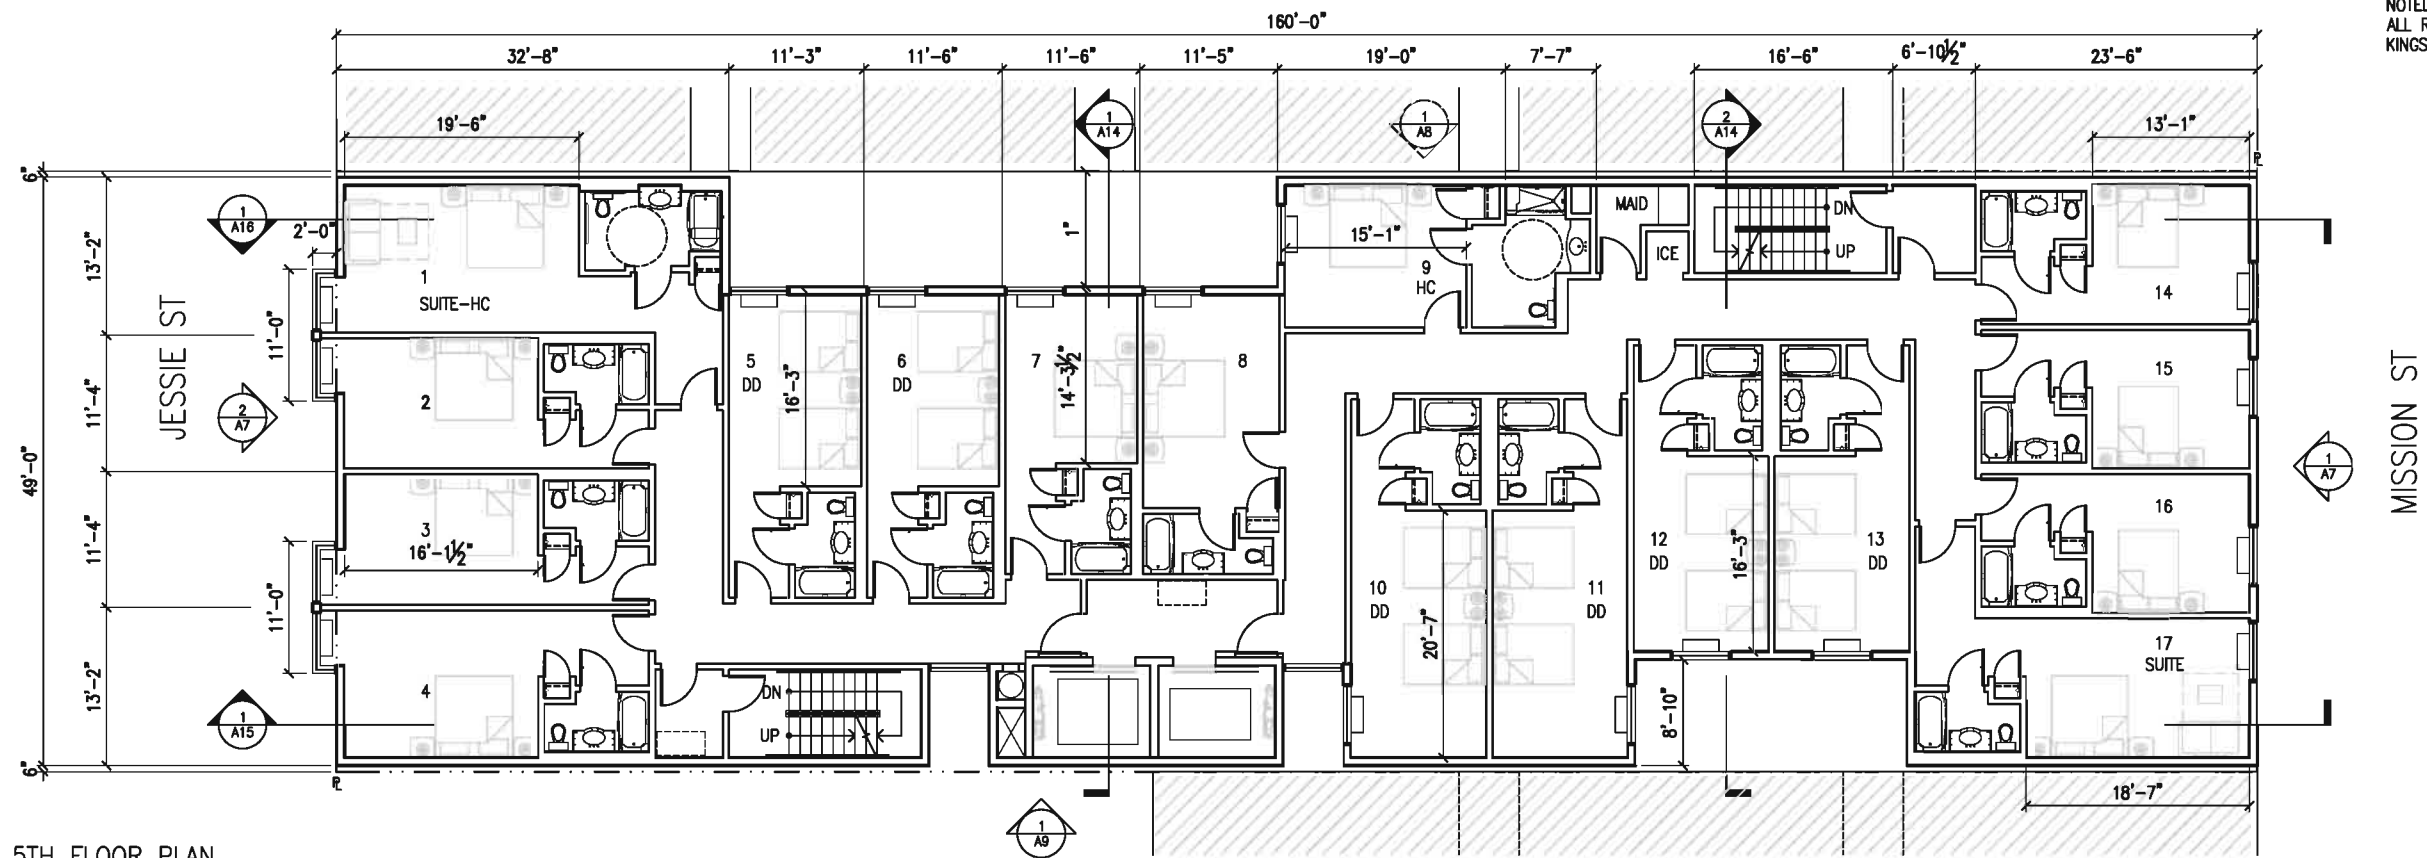 NOTED
ALL R
KINGS
160'-0"
32'-8"
11'-3"
11'-6"
11'-6"
11'-5"
19'-0"
7'-7"
16'-6"
6'-10½"
23'-6"
19'-6"
1
A14
1
A8
2
A14
13'-1"
PL
6"
1
A16
2'-0"
13'-2"
1"
MAID
DN
15'-1"
ICE
UP
1
SUITE-HC
9
HC
14
JESSIE ST
11'-0"
5
DD
16'-3"
6
DD
7
14'-3½"
8
15
MISSION ST
2
A7
11'-4"
2
49'-0"
1
A7
3
16'-1½"
11'-4"
16
12
DD
16'-3"
13
DD
10
DD
20'-7"
11
DD
11'-0"
17
SUITE
13'-2"
4
1
A15
DN
UP
8'-10"
6"
PL
18'-7"
1
A9
5TH FLOOR PLAN